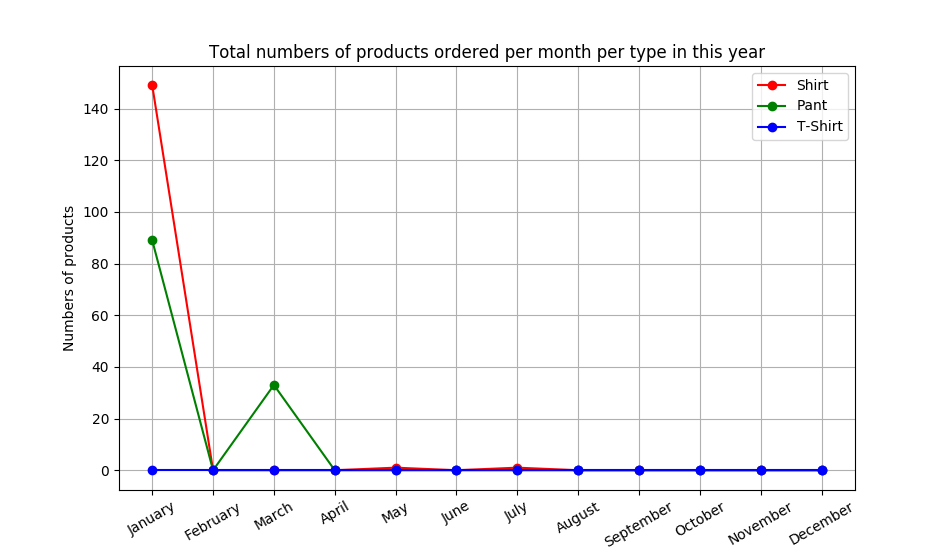 Total numbers of products ordered per month per type in this year
Shirt
Pant
T-Shirt
Numbers of products
140
120
100
80
60
40
20
0
January
February
March
April
May
June
July
August
September
October
November
December